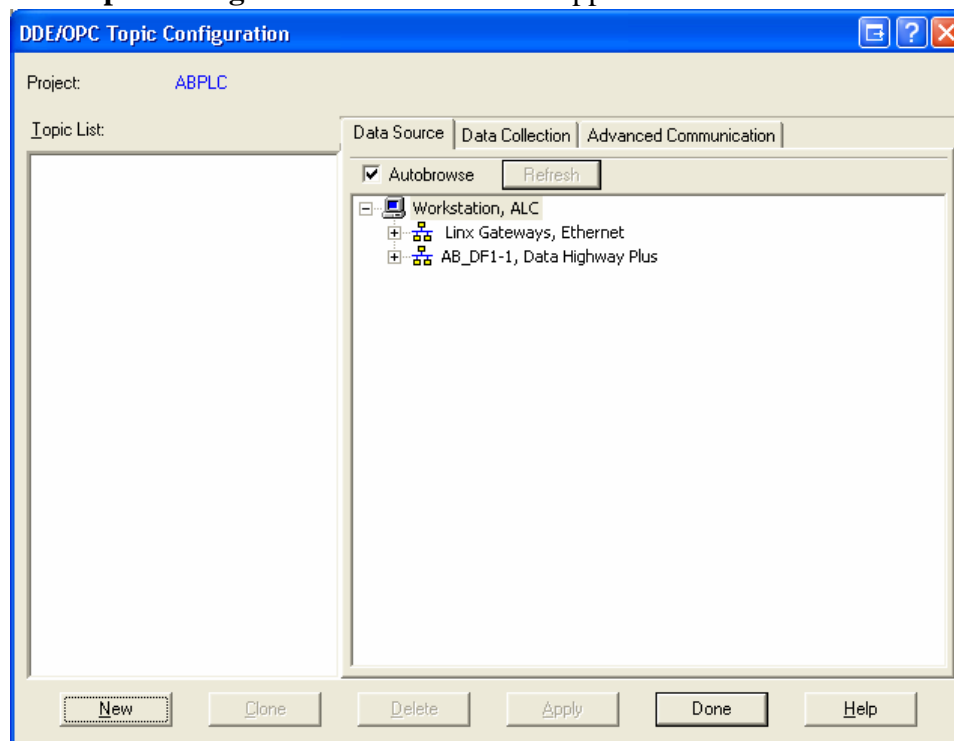 DDE/OPC Topic Configuration
Project: ABPLC
Topic List:
Data Source Data Collection Advanced Communication
Autobrowse Refresh
Workstation, ALC
Linx Gateways, Ethernet
AB_DF1-1, Data Highway Plus
New Clone Delete Apply Done Help